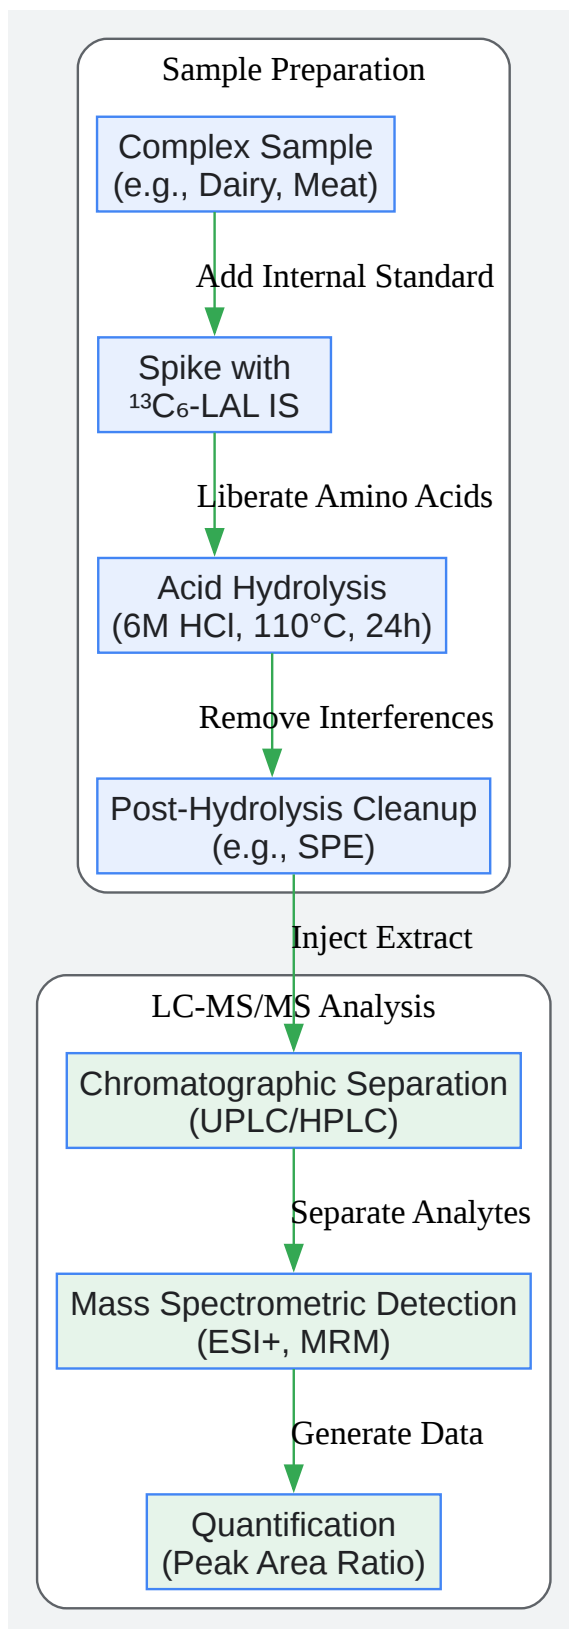 Sample Preparation
Complex Sample
(e.g., Dairy, Meat)
Add Internal Standard
Spike with
¹³C₆-LAL IS
Liberate Amino Acids
Acid Hydrolysis
(6M HCl, 110°C, 24h)
Remove Interferences
Post-Hydrolysis Cleanup
(e.g., SPE)
Inject Extract
LC-MS/MS Analysis
Chromatographic Separation
(UPLC/HPLC)
Separate Analytes
Mass Spectrometric Detection
(ESI+, MRM)
Generate Data
Quantification
(Peak Area Ratio)